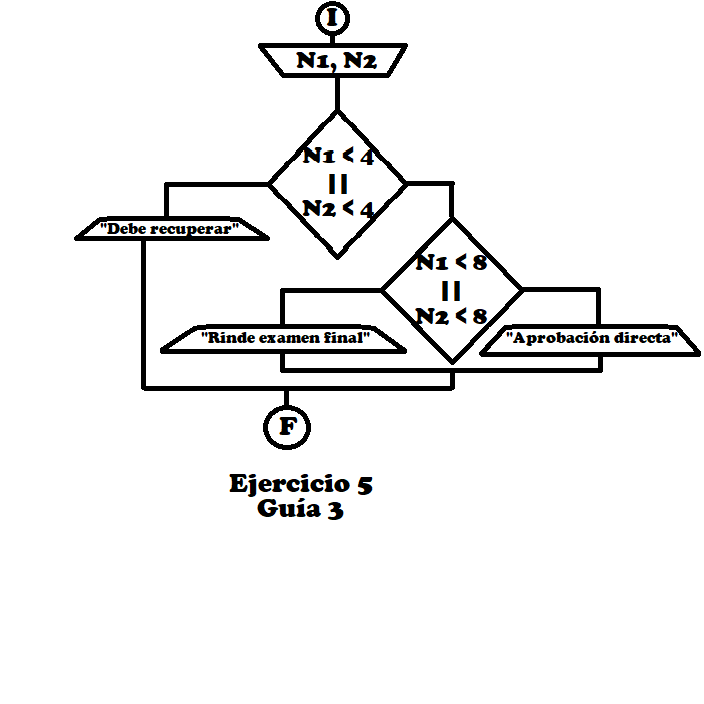 I
N1, N2
N1 < 4
||
N2 < 4
"Debe recuperar"
N1 < 8
||
N2 < 8
"Rinde examen final"
"Aprobación directa"
F
Ejercicio 5
Guía 3